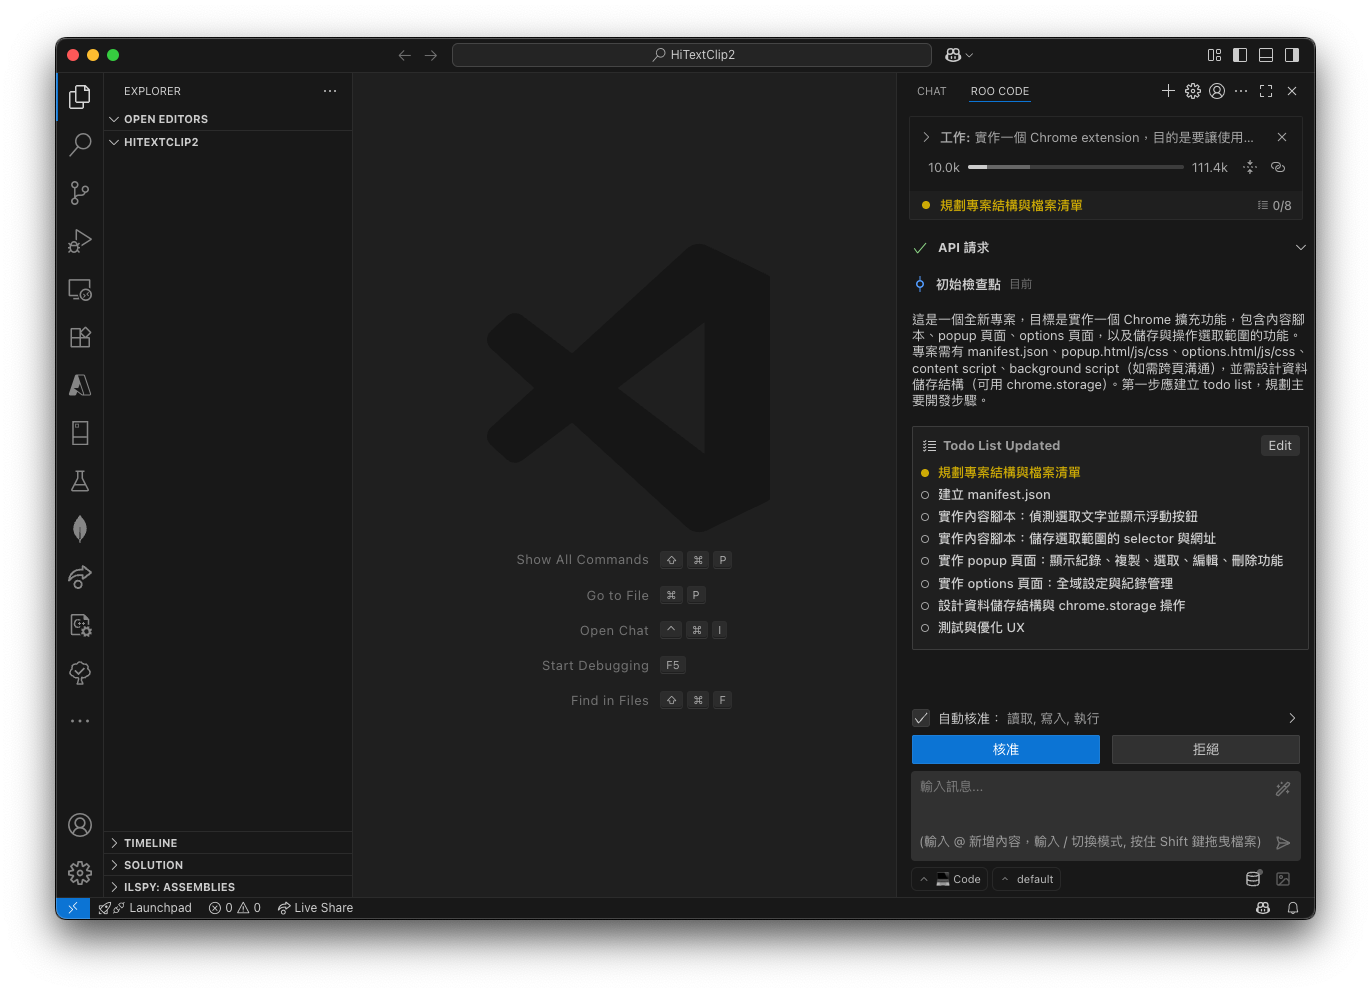 HiTextClip2
EXPLORER
OPEN EDITORS
HITEXTCLIP2
TIMELINE
SOLUTION
ILSPY: ASSEMBLIES
Show All Commands ⇧ ⌘ P
Go to File ⌘ P
Open Chat ^ ⌘ I
Start Debugging F5
Find in Files ⇧ ⌘ F
CHAT ROO CODE
工作: 實作一個 Chrome extension，目的是要讓使用...
10.0k 111.4k
規劃專案結構與檔案清單 0/8
API 請求
初始檢查點 目前
這是一個全新專案，目標是實作一個 Chrome 擴充功能，包含內容腳
本、popup 頁面、options 頁面，以及儲存與操作選取範圍的功能。
專案需有 manifest.json、popup.html/js/css、options.html/js/css、
content script、background script（如需跨頁溝通），並需設計資料
儲存結構（可用 chrome.storage）。第一步應建立 todo list，規劃主
要開發步驟。
Todo List Updated Edit
規劃專案結構與檔案清單
建立 manifest.json
實作內容腳本：偵測選取文字並顯示浮動按鈕
實作內容腳本：儲存選取範圍的 selector 與網址
實作 popup 頁面：顯示紀錄、複製、選取、編輯、刪除功能
實作 options 頁面：全域設定與紀錄管理
設計資料儲存結構與 chrome.storage 操作
測試與優化 UX
自動核准： 讀取, 寫入, 執行
核准 拒絕
輸入訊息...
(輸入 @ 新增內容，輸入 / 切換模式, 按住 Shift 鍵拖曳檔案)
Code default
Launchpad 0 0 Live Share